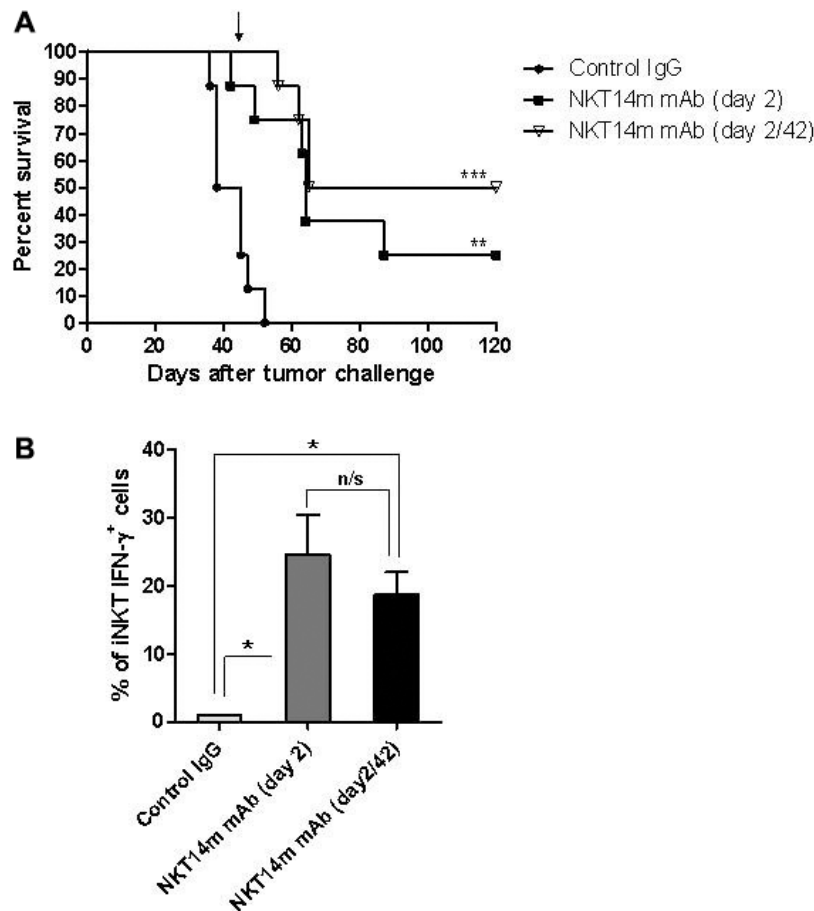 A
Percent survival
100
90
80
70
60
50
40
30
20
10
0
0 20 40 60 80 100 120
Days after tumor challenge
***
**
Control IgG
NKT14m mAb (day 2)
NKT14m mAb (day 2/42)
B
% of iNKT IFN-γ+ cells
40
30
20
10
0
*
n/s
*
Control IgG
NKT14m mAb (day 2)
NKT14m mAb (day2/42)